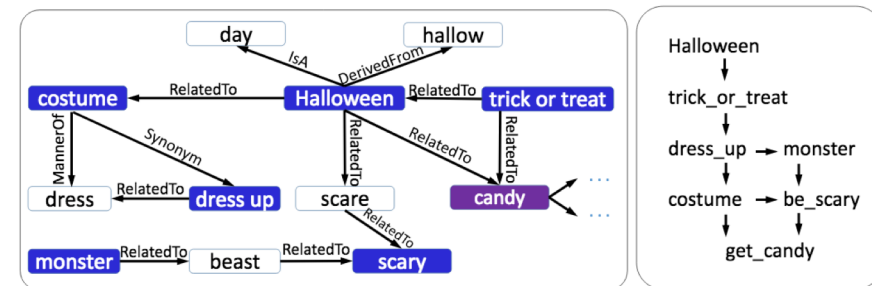 day
hallow
IsA
DerivedFrom
costume
RelatedTo
Halloween
RelatedTo
trick or treat
MannerOf
Synonym
RelatedTo
RelatedTo
RelatedTo
dress
RelatedTo
dress up
scare
candy
...
...
RelatedTo
monster
RelatedTo
beast
RelatedTo
scary
Halloween
trick_or_treat
dress_up
monster
costume
be_scary
get_candy